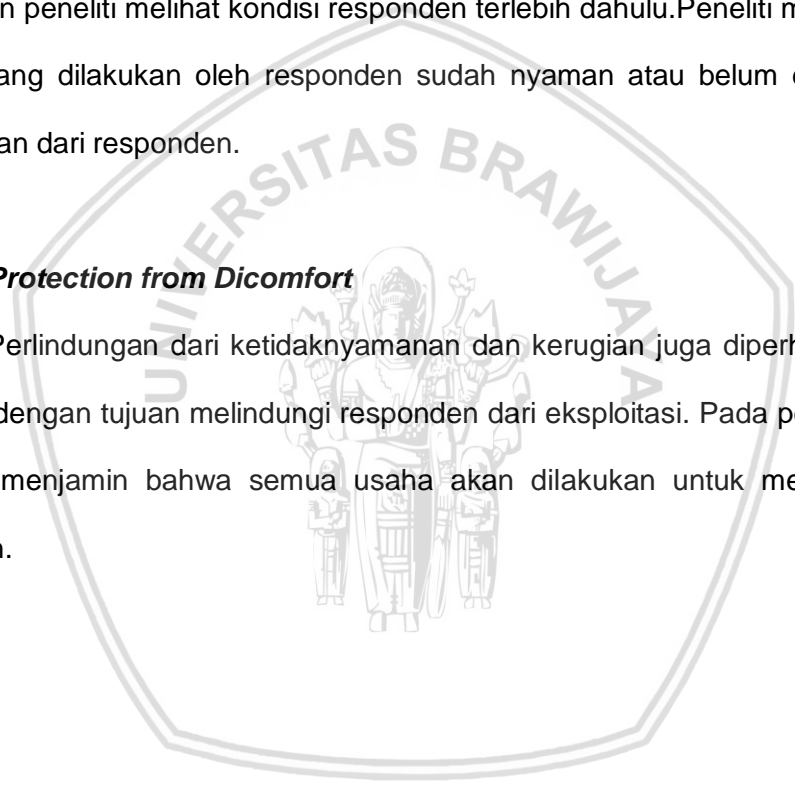 n peneliti melihat kondisi responden terlebih dahulu.Peneliti m
ang dilakukan oleh responden sudah nyaman atau belum
an dari responden.
UNIVERSITAS BRAWIJAYA
Protection from Dicomfort
Perlindungan dari ketidaknyamanan dan kerugian juga diperh
dengan tujuan melindungi responden dari eksploitasi. Pada p
menjamin bahwa semua usaha akan dilakukan untuk me
n.